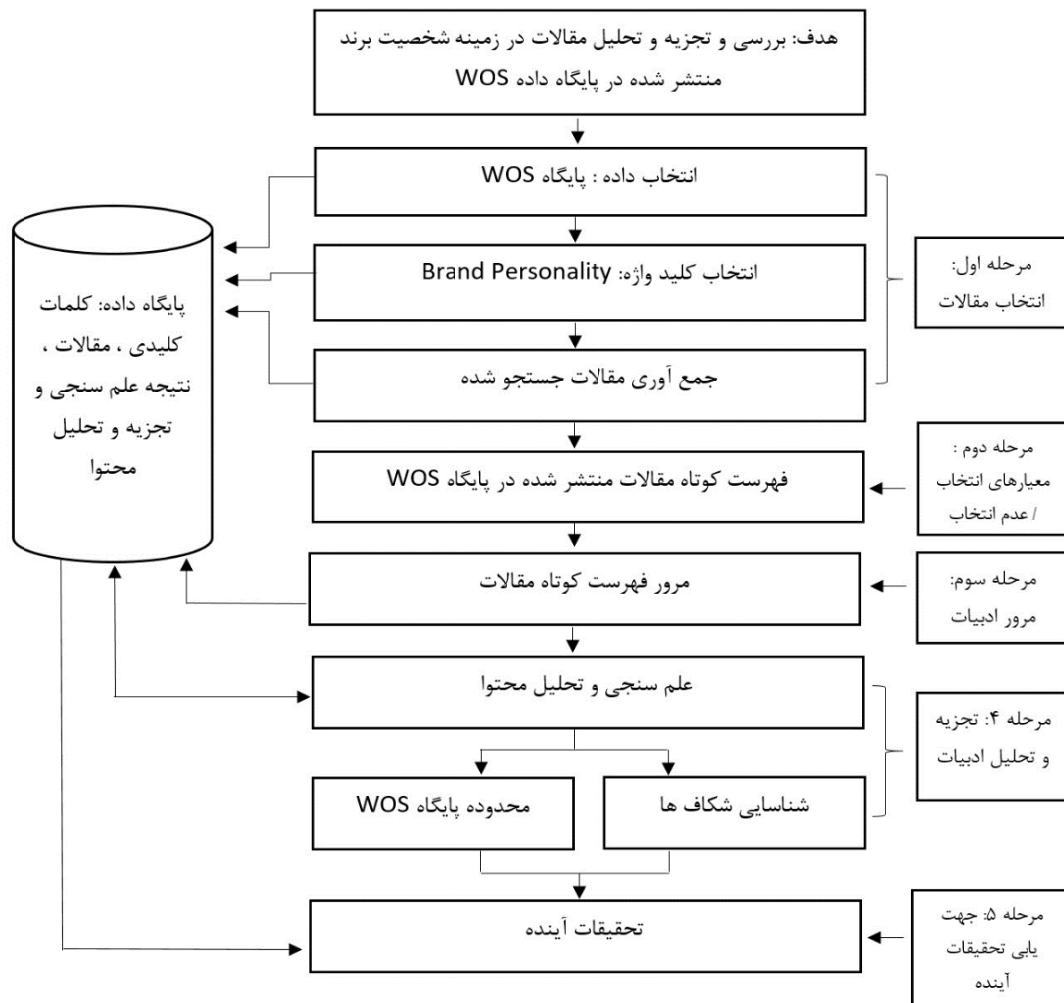 هدف: بررسی و تجزیه و تحلیل مقالات در زمینه شخصیت برند
منتشر شده در پایگاه داده WOS
انتخاب داده : پایگاه WOS
انتخاب کلید واژه: Brand Personality
جمع آوری مقالات جستجو شده
مرحله اول:
انتخاب مقالات
پایگاه داده: کلمات
کلیدی ، مقالات ،
نتیجه علم سنجی و
تجزیه و تحلیل
محتوا
فهرست کوتاه مقالات منتشر شده در پایگاه WOS
مرحله دوم :
معیارهای انتخاب
/ عدم انتخاب
مرور فهرست کوتاه مقالات
مرحله سوم:
مرور ادبیات
علم سنجی و تحلیل محتوا
مرحله ۴: تجزیه
و تحلیل ادبیات
شناسایی شکاف ها
محدوده پایگاه WOS
تحقیقات آینده
مرحله ۵: جهت
یابی تحقیقات
آینده